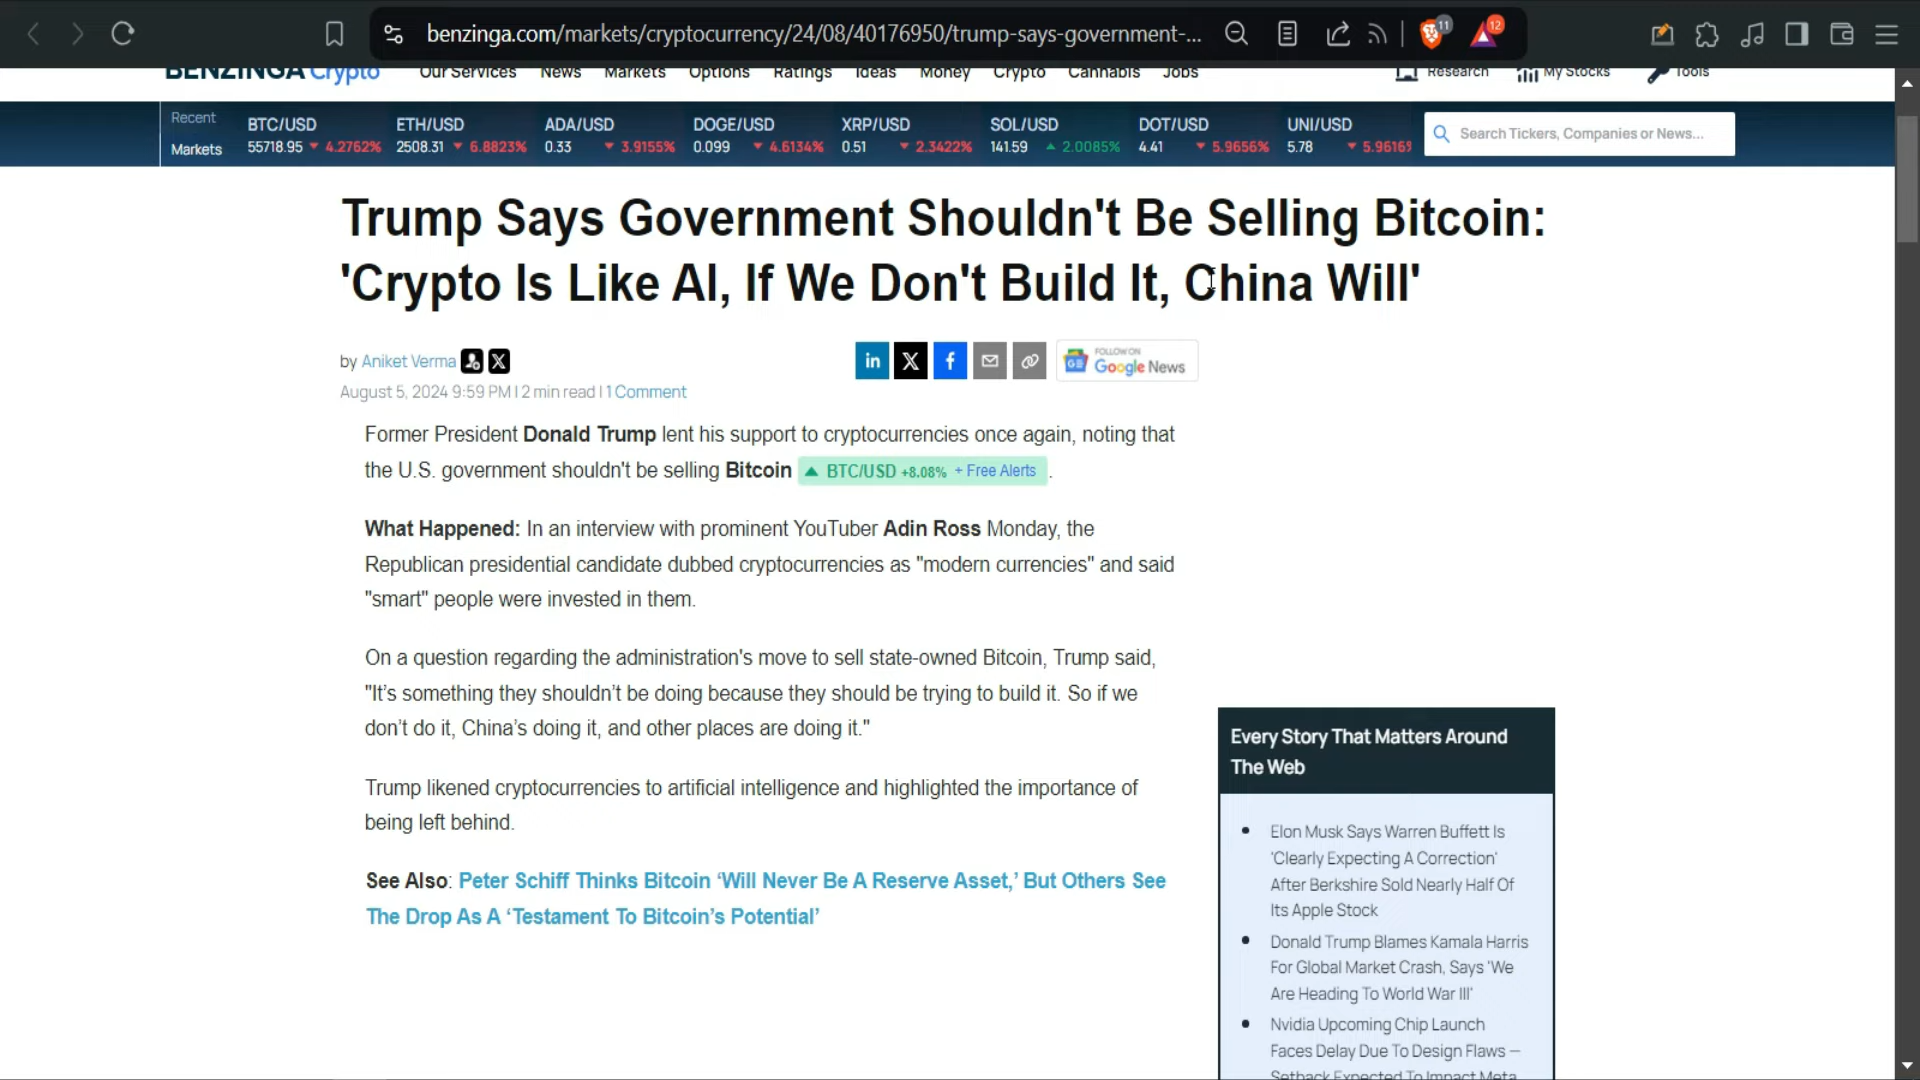 benzinga.com/markets/cryptocurrency/24/08/40176950/trump-says-government-...
11
12
BENZINGA Crypto Our Services News Markets Options Ratings Ideas Money Crypto Cannabis Jobs Research My Stocks Tools
Recent
Markets
BTC/USD ETH/USD ADA/USD DOGE/USD XRP/USD SOL/USD DOT/USD UNI/USD
55718.95 4.2762% 2508.31 6.8823% 0.33 3.9155% 0.099 4.6134% 0.51 2.3422% 141.59 2.0085% 4.41 5.9656% 5.78 5.9616%
Search Tickers, Companies or News...
Trump Says Government Shouldn't Be Selling Bitcoin:
'Crypto Is Like AI, If We Don't Build It, China Will'
by Aniket Verma
FOLLOW ON
Google News
August 5, 2024 9:59 PM | 2 min read | 1 Comment
Former President Donald Trump lent his support to cryptocurrencies once again, noting that
the U.S. government shouldn't be selling Bitcoin BTC/USD +8.08% + Free Alerts .
What Happened: In an interview with prominent YouTuber Adin Ross Monday, the
Republican presidential candidate dubbed cryptocurrencies as "modern currencies" and said
"smart" people were invested in them.
On a question regarding the administration's move to sell state-owned Bitcoin, Trump said,
"It's something they shouldn't be doing because they should be trying to build it. So if we
don't do it, China's doing it, and other places are doing it."
Trump likened cryptocurrencies to artificial intelligence and highlighted the importance of
being left behind.
See Also: Peter Schiff Thinks Bitcoin ‘Will Never Be A Reserve Asset,’ But Others See
The Drop As A ‘Testament To Bitcoin’s Potential’
Every Story That Matters Around
The Web
Elon Musk Says Warren Buffett Is
'Clearly Expecting A Correction'
After Berkshire Sold Nearly Half Of
Its Apple Stock
Donald Trump Blames Kamala Harris
For Global Market Crash, Says 'We
Are Heading To World War III'
Nvidia Upcoming Chip Launch
Faces Delay Due To Design Flaws —
Setback Expected To Impact Meta